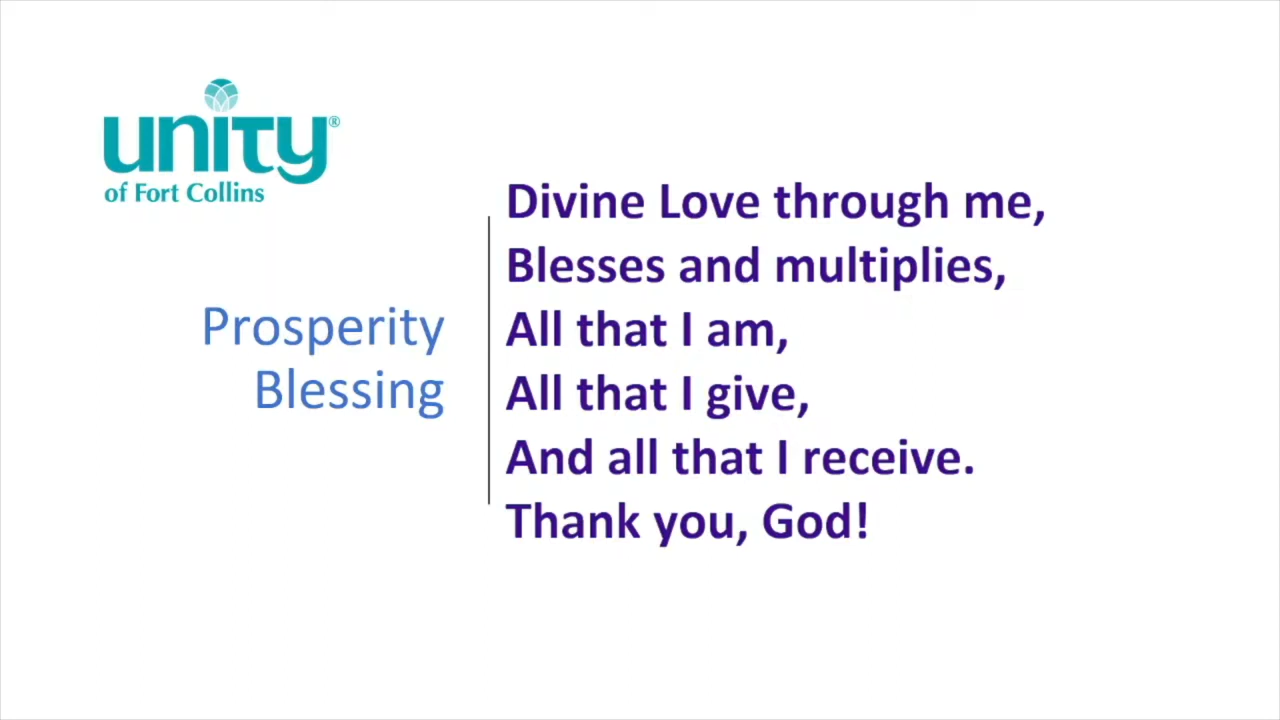 unity®
of Fort Collins
Prosperity
Blessing
Divine Love through me,
Blesses and multiplies,
All that I am,
All that I give,
And all that I receive.
Thank you, God!